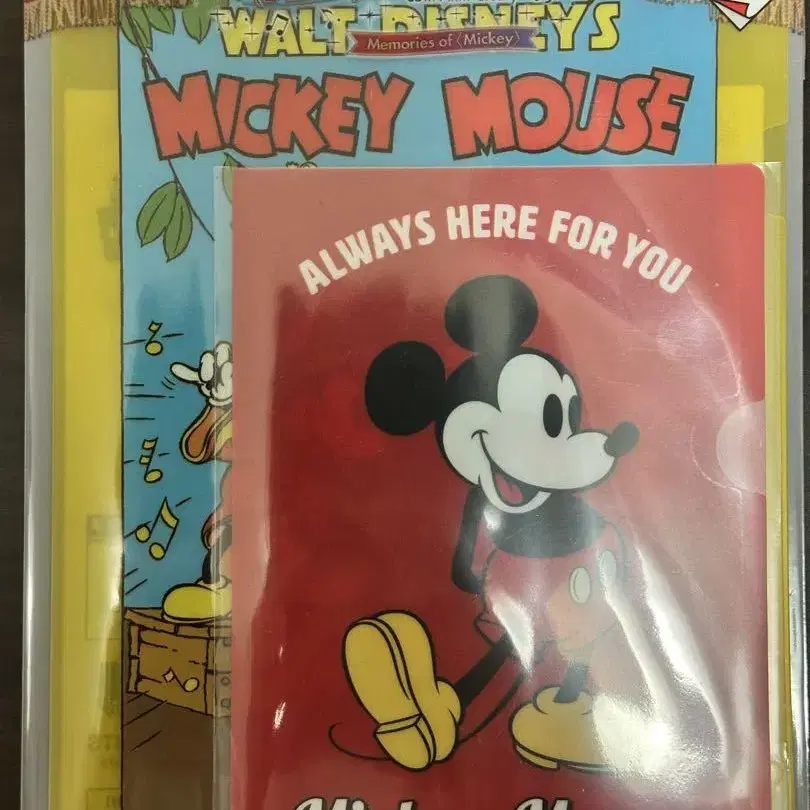 WALT DISNEY'S
Memories of〈Mickey〉
MICKEY MOUSE
ALWAYS HERE FOR YOU